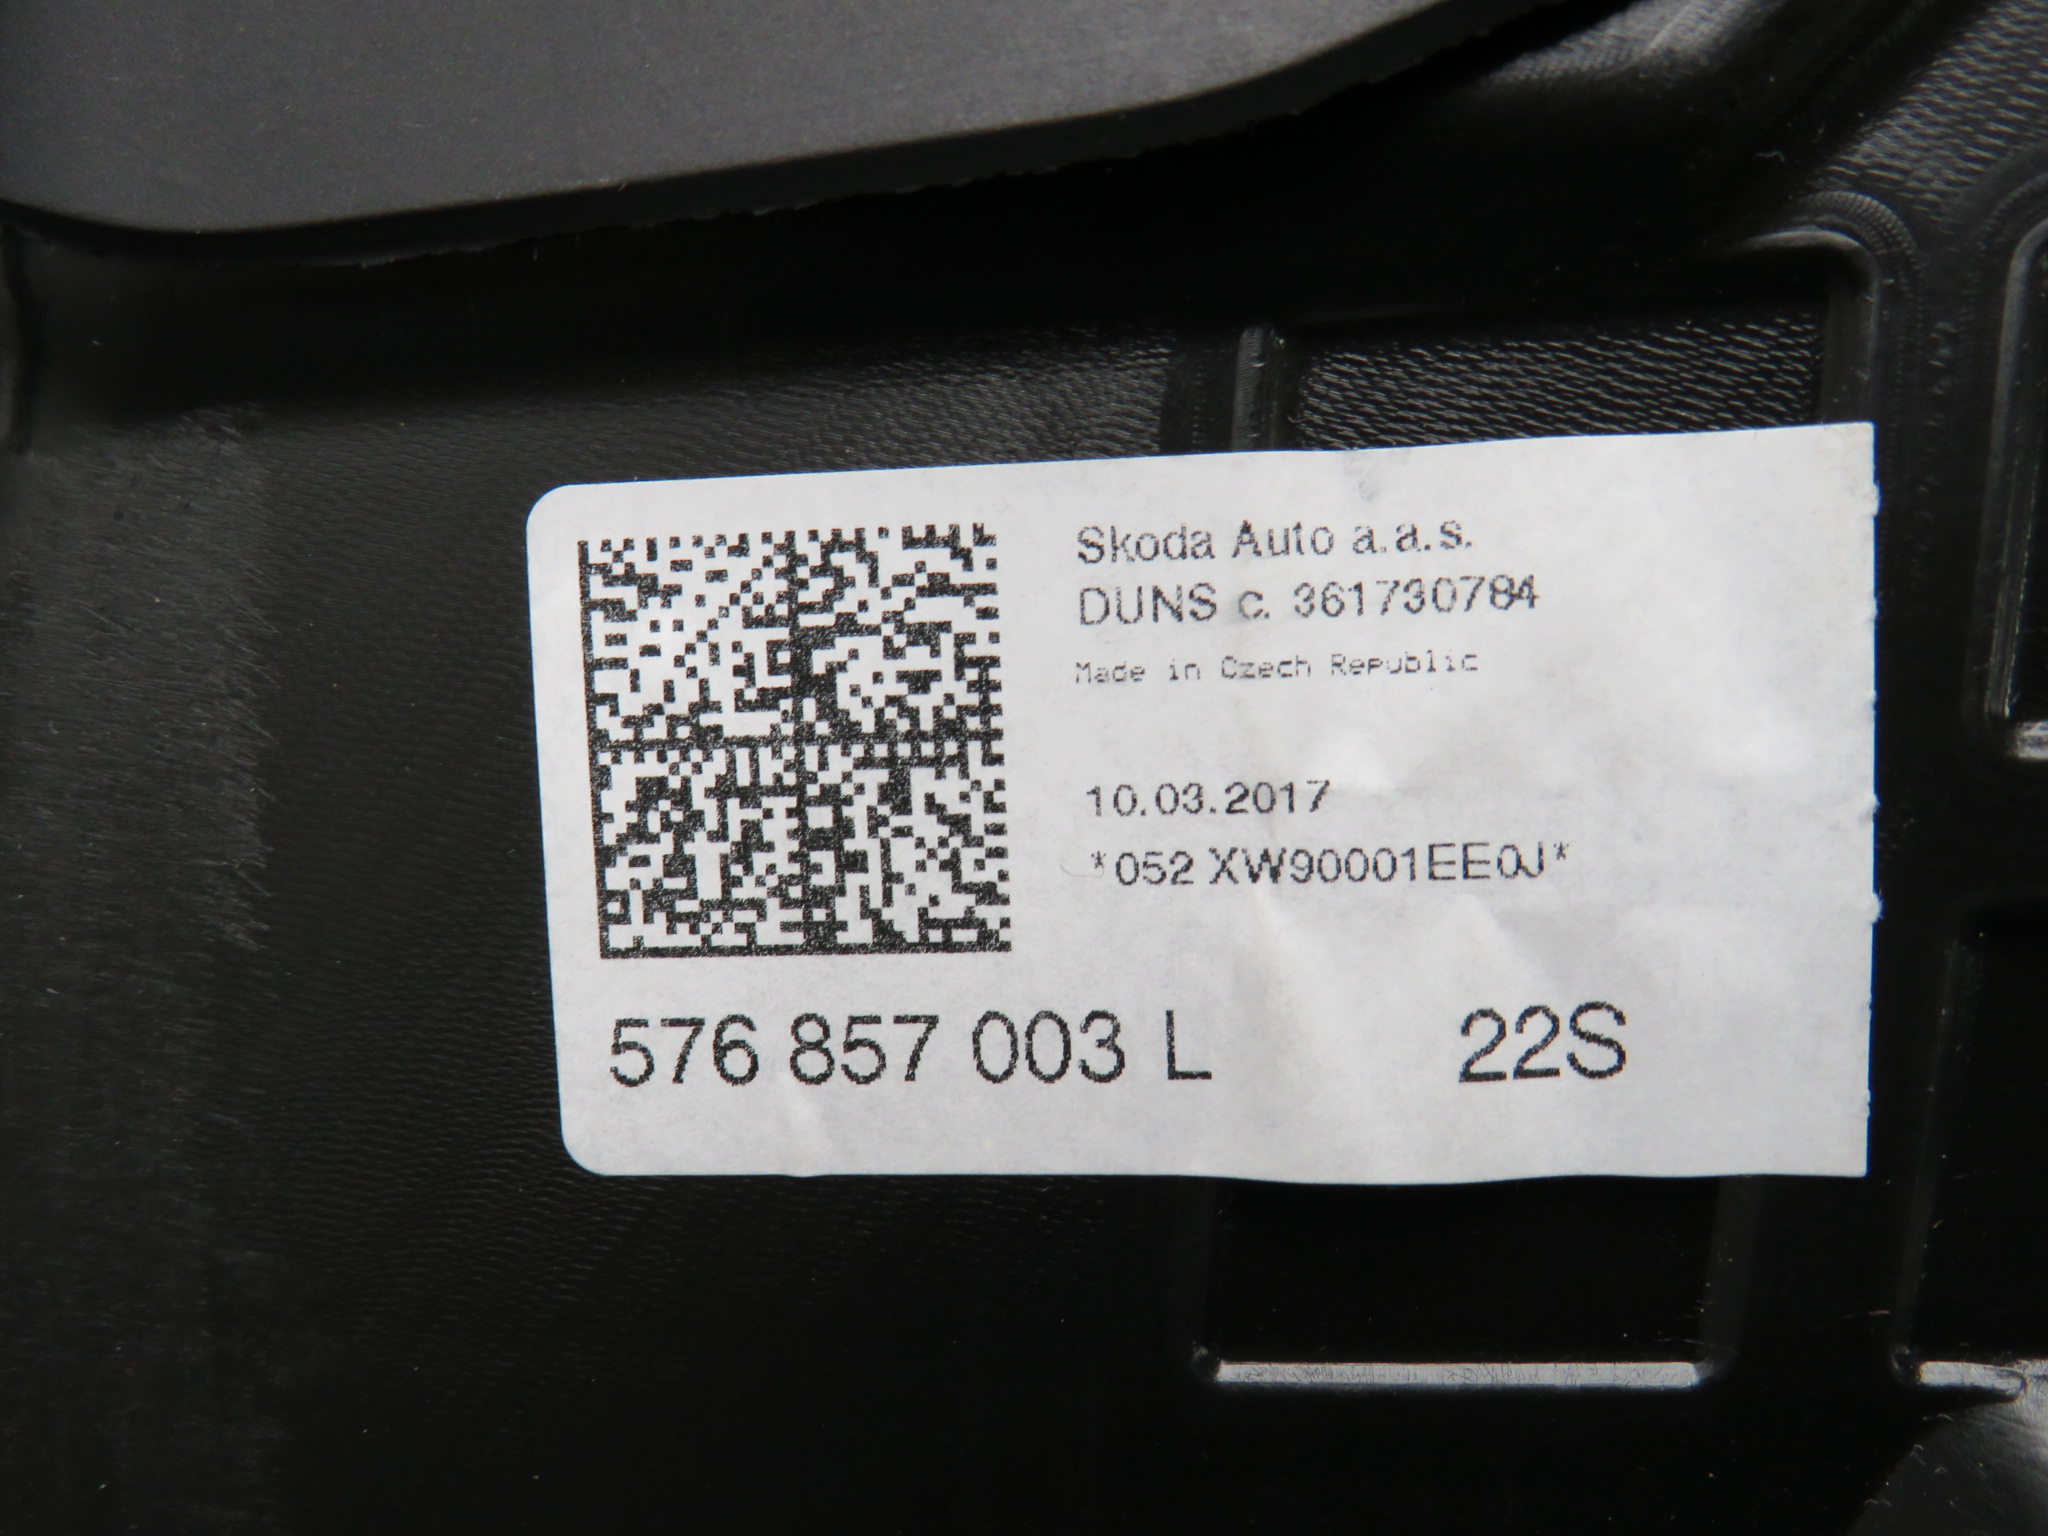 Skoda Auto a.a.s.
DUNS c. 361730784
Made in Czech Republic
10.03.2017
*052 XW90001EE0J*
576 857 003 L 22S